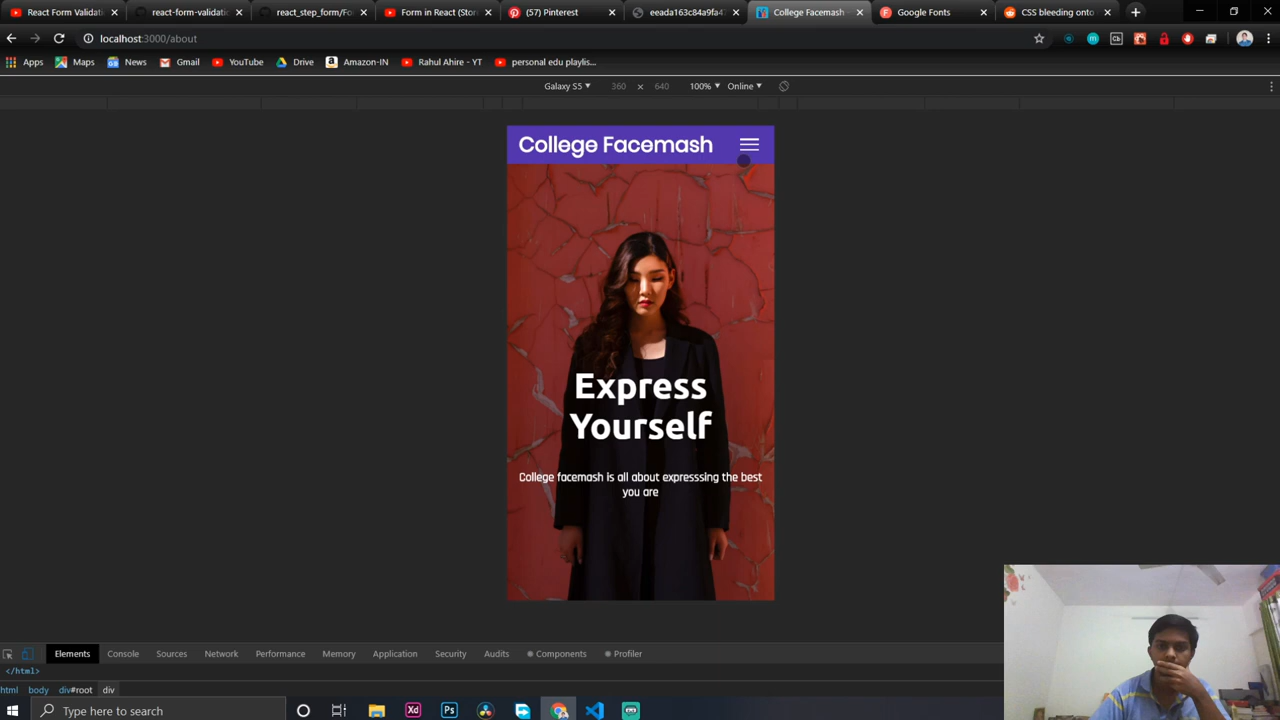 React Form Validati
react-form-validatio
react_step_form/Fo
Form in React (Stor
(57) Pinterest
eeada163c84a9fa4
College Facemash
Google Fonts
CSS bleeding onto
localhost:3000/about
Apps
Maps
News
Gmail
YouTube
Drive
Amazon-IN
Rahul Ahire - YT
personal edu playlis...
Galaxy S5
360 × 640
100%
Online
College Facemash
Express
Yourself
College facemash is all about expresssing the best
you are
Elements
Console
Sources
Network
Performance
Memory
Application
Security
Audits
Components
Profiler
</html>
html
body
div#root
div
Type here to search
Xd
Ps